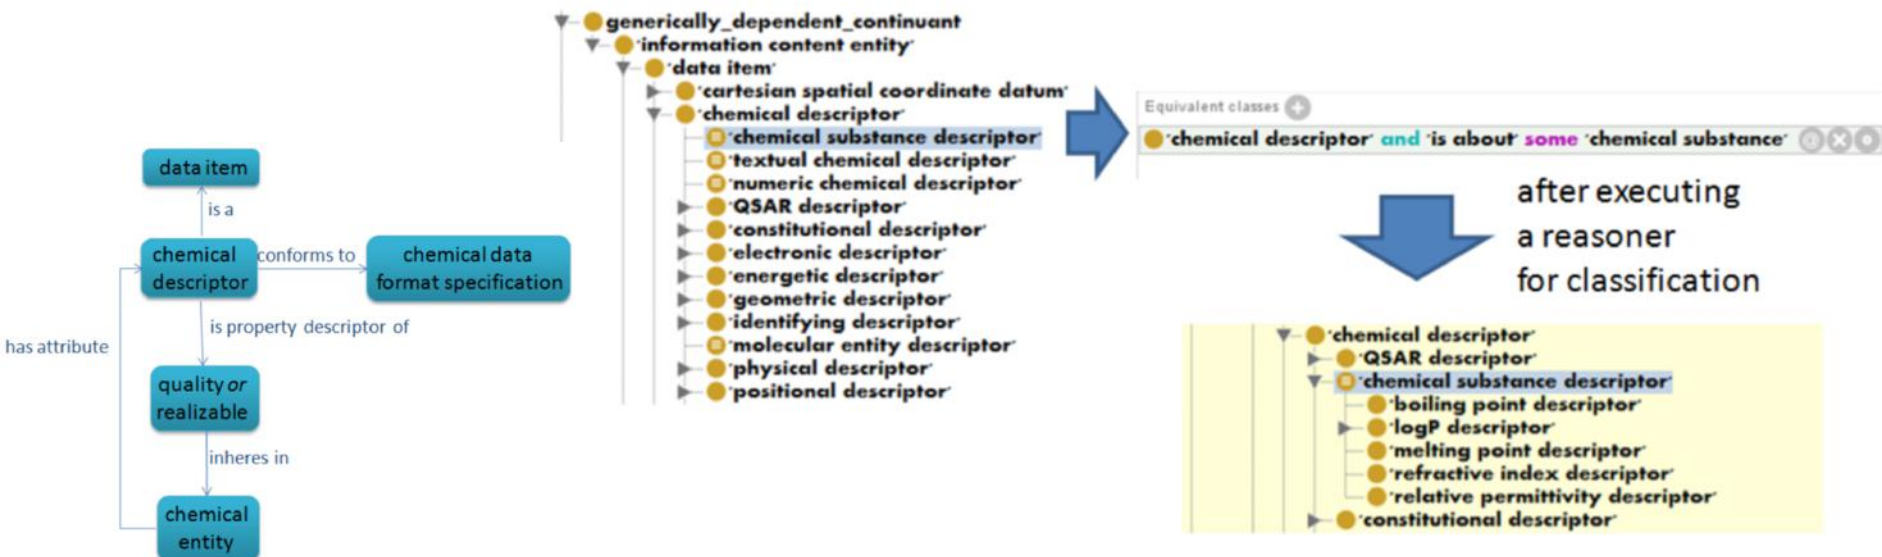 data item
is a
chemical
descriptor
conforms to
chemical data
format specification
is property descriptor of
has attribute
quality or
realizable
inheres in
chemical
entity
generically_dependent_continuant
'information content entity'
'data item'
'cartesian spatial coordinate datum'
'chemical descriptor'
'chemical substance descriptor'
'textual chemical descriptor'
'numeric chemical descriptor'
'QSAR descriptor'
'constitutional descriptor'
'electronic descriptor'
'energetic descriptor'
'geometric descriptor'
'identifying descriptor'
'molecular entity descriptor'
'physical descriptor'
'positional descriptor'
Equivalent classes
'chemical descriptor' and 'is about' some 'chemical substance'
after executing
a reasoner
for classification
'chemical descriptor'
'QSAR descriptor'
'chemical substance descriptor'
'boiling point descriptor'
'logP descriptor'
'melting point descriptor'
'refractive index descriptor'
'relative permittivity descriptor'
'constitutional descriptor'